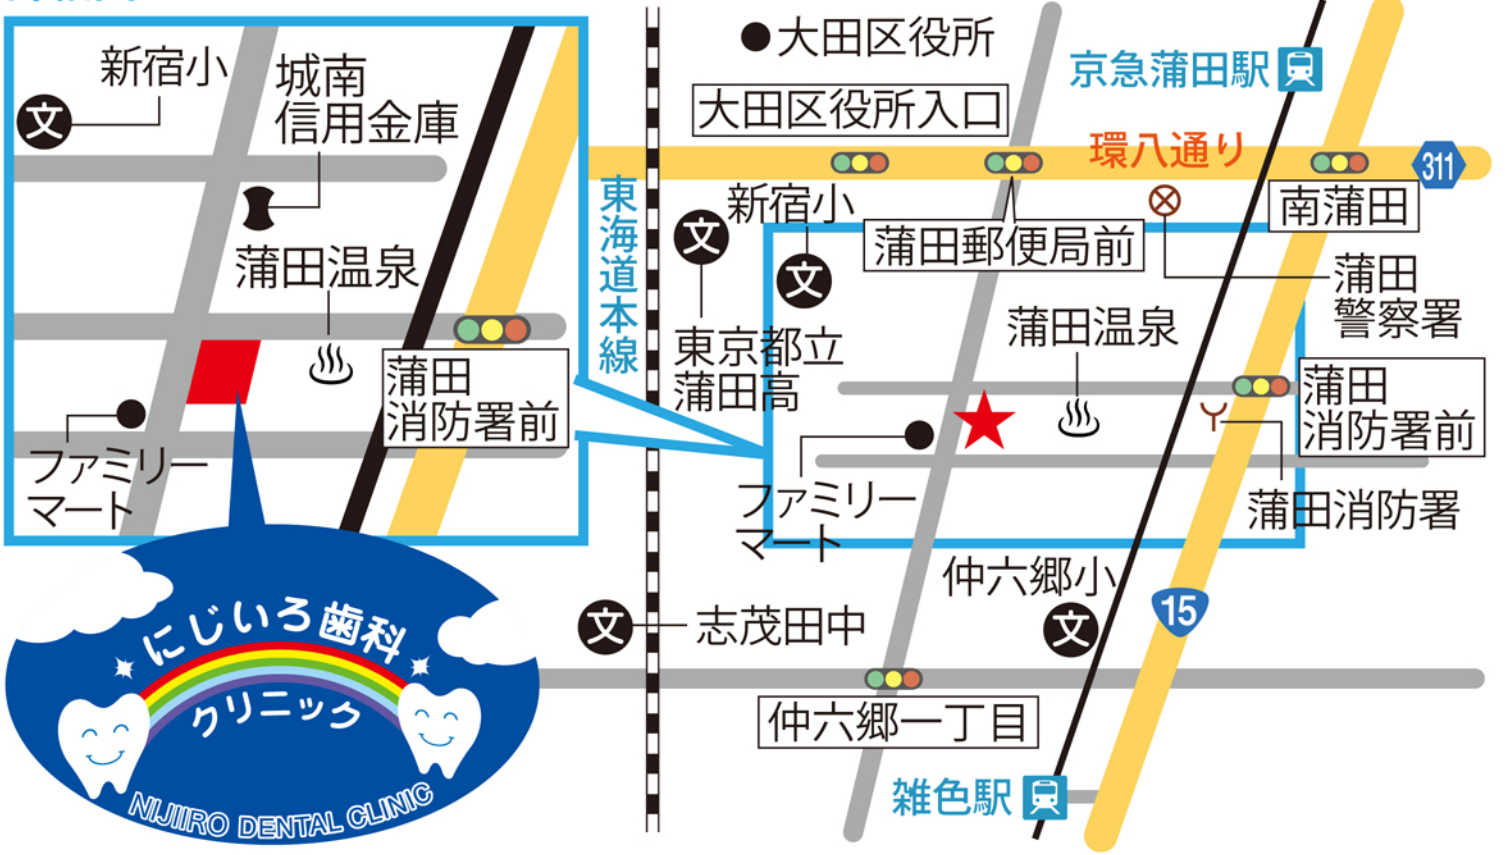 新宿小
文
城南
信用金庫
蒲田温泉
蒲田
消防署前
ファミリー
マート
にじいろ歯科
クリニック
NIJIIRO DENTAL CLINIC
東海道本線
大田区役所
大田区役所入口
京急蒲田駅
環八通り
311
南蒲田
新宿小
文
文
蒲田郵便局前
蒲田
警察署
東京都立
蒲田高
蒲田温泉
蒲田
消防署前
ファミリー
マート
蒲田消防署
仲六郷小
文
15
文
志茂田中
仲六郷一丁目
雑色駅